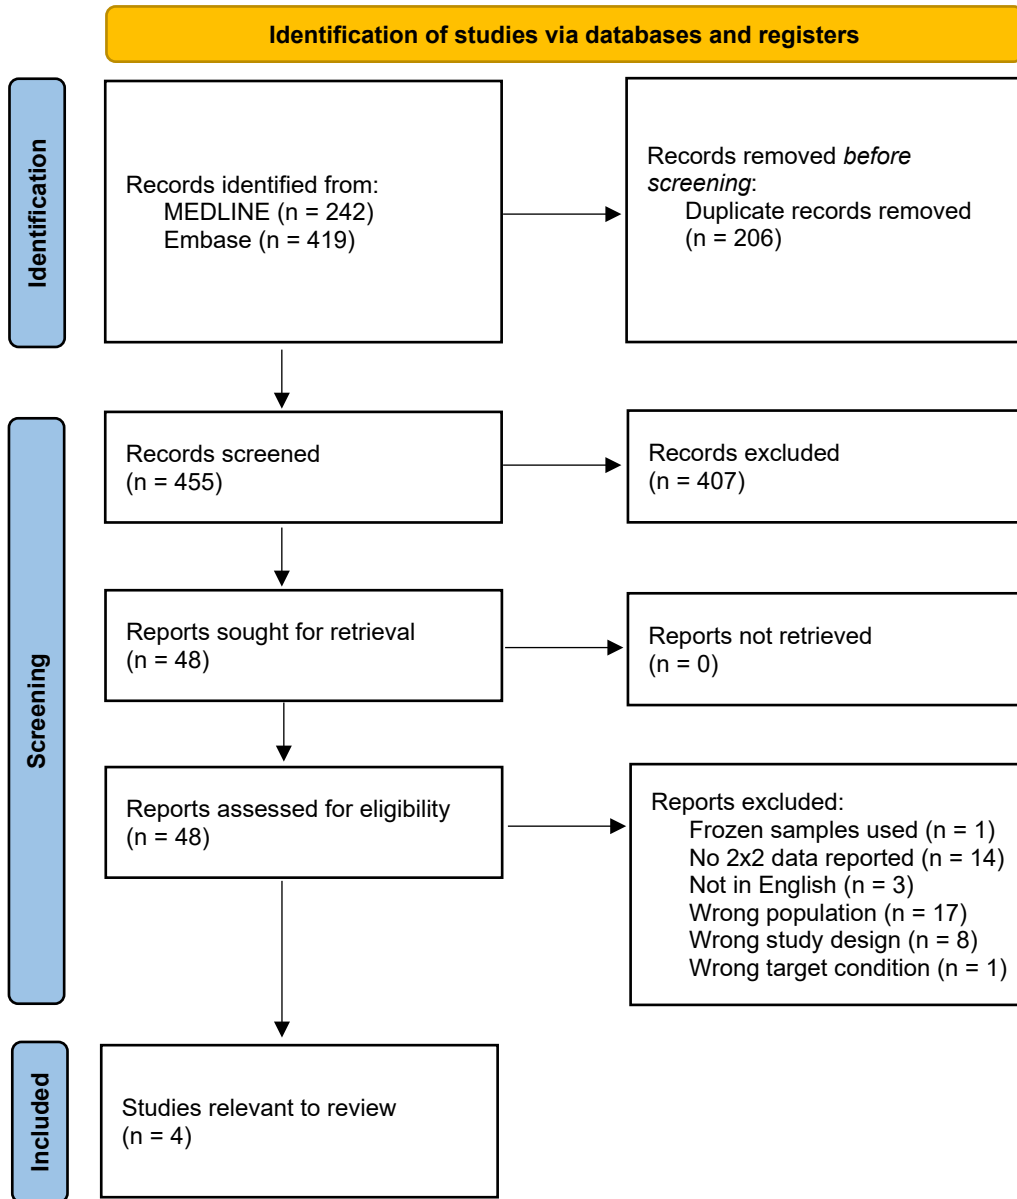 Identification of studies via databases and registers
Identification
Records identified from:
MEDLINE (n = 242)
Embase (n = 419)
Records removed before
screening:
Duplicate records removed
(n = 206)
Screening
Records screened
(n = 455)
Records excluded
(n = 407)
Reports sought for retrieval
(n = 48)
Reports not retrieved
(n = 0)
Reports assessed for eligibility
(n = 48)
Reports excluded:
Frozen samples used (n = 1)
No 2x2 data reported (n = 14)
Not in English (n = 3)
Wrong population (n = 17)
Wrong study design (n = 8)
Wrong target condition (n = 1)
Included
Studies relevant to review
(n = 4)